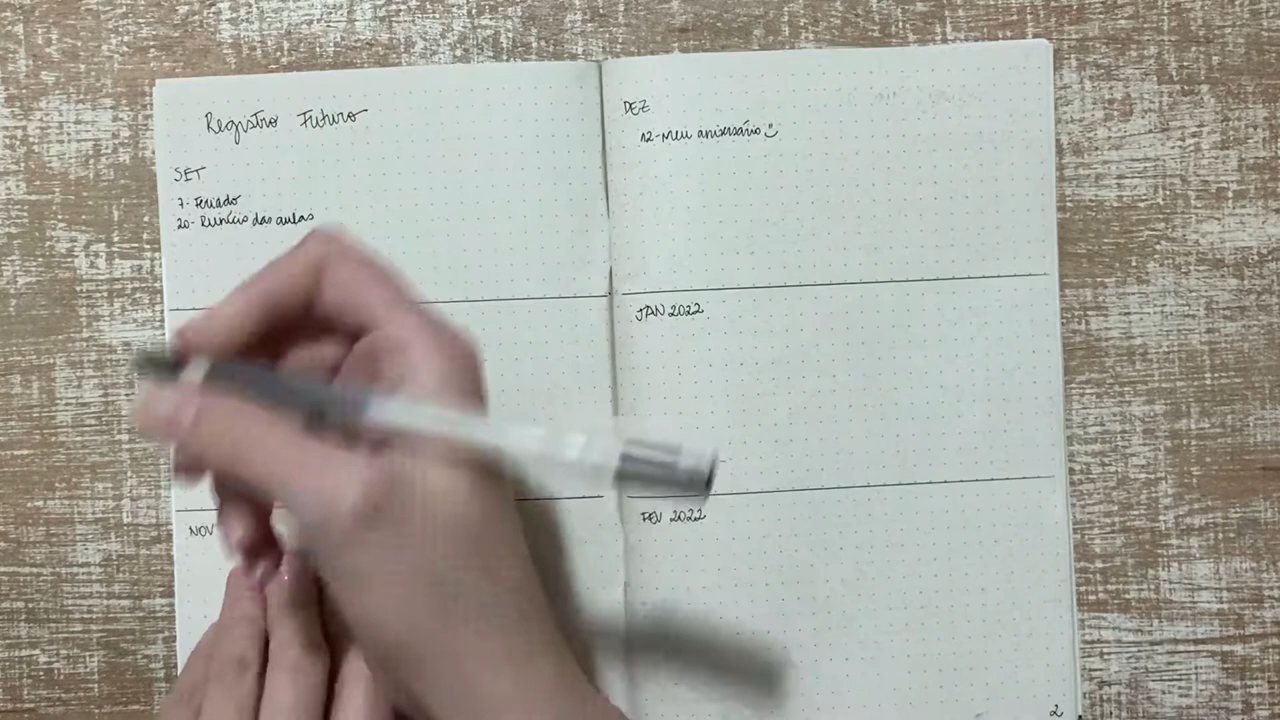 Registro Futuro
SET
7- Feriado
20- Reinício das aulas
NOV
DEZ
12- Meu aniversário
JAN 2022
FEV 2022
2